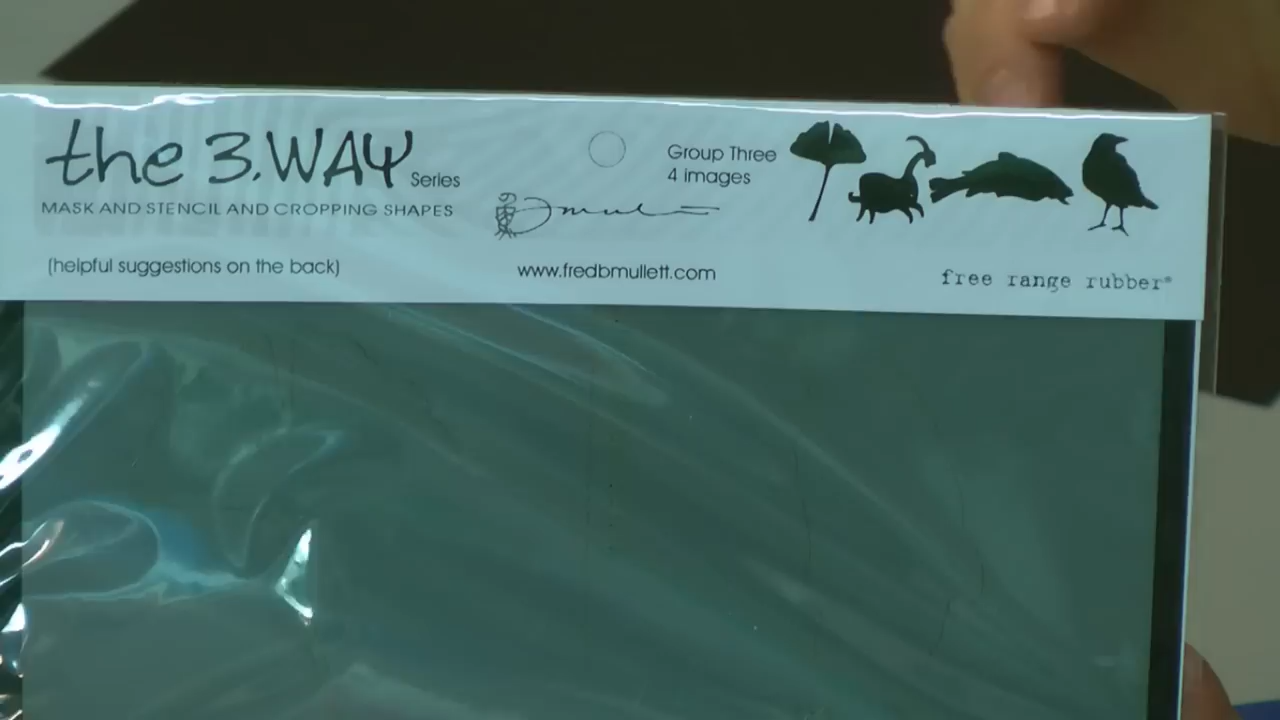 the 3.WAY Series
MASK AND STENCIL AND CROPPING SHAPES
(helpful suggestions on the back)
www.fredbmullett.com
Group Three
4 images
free range rubber